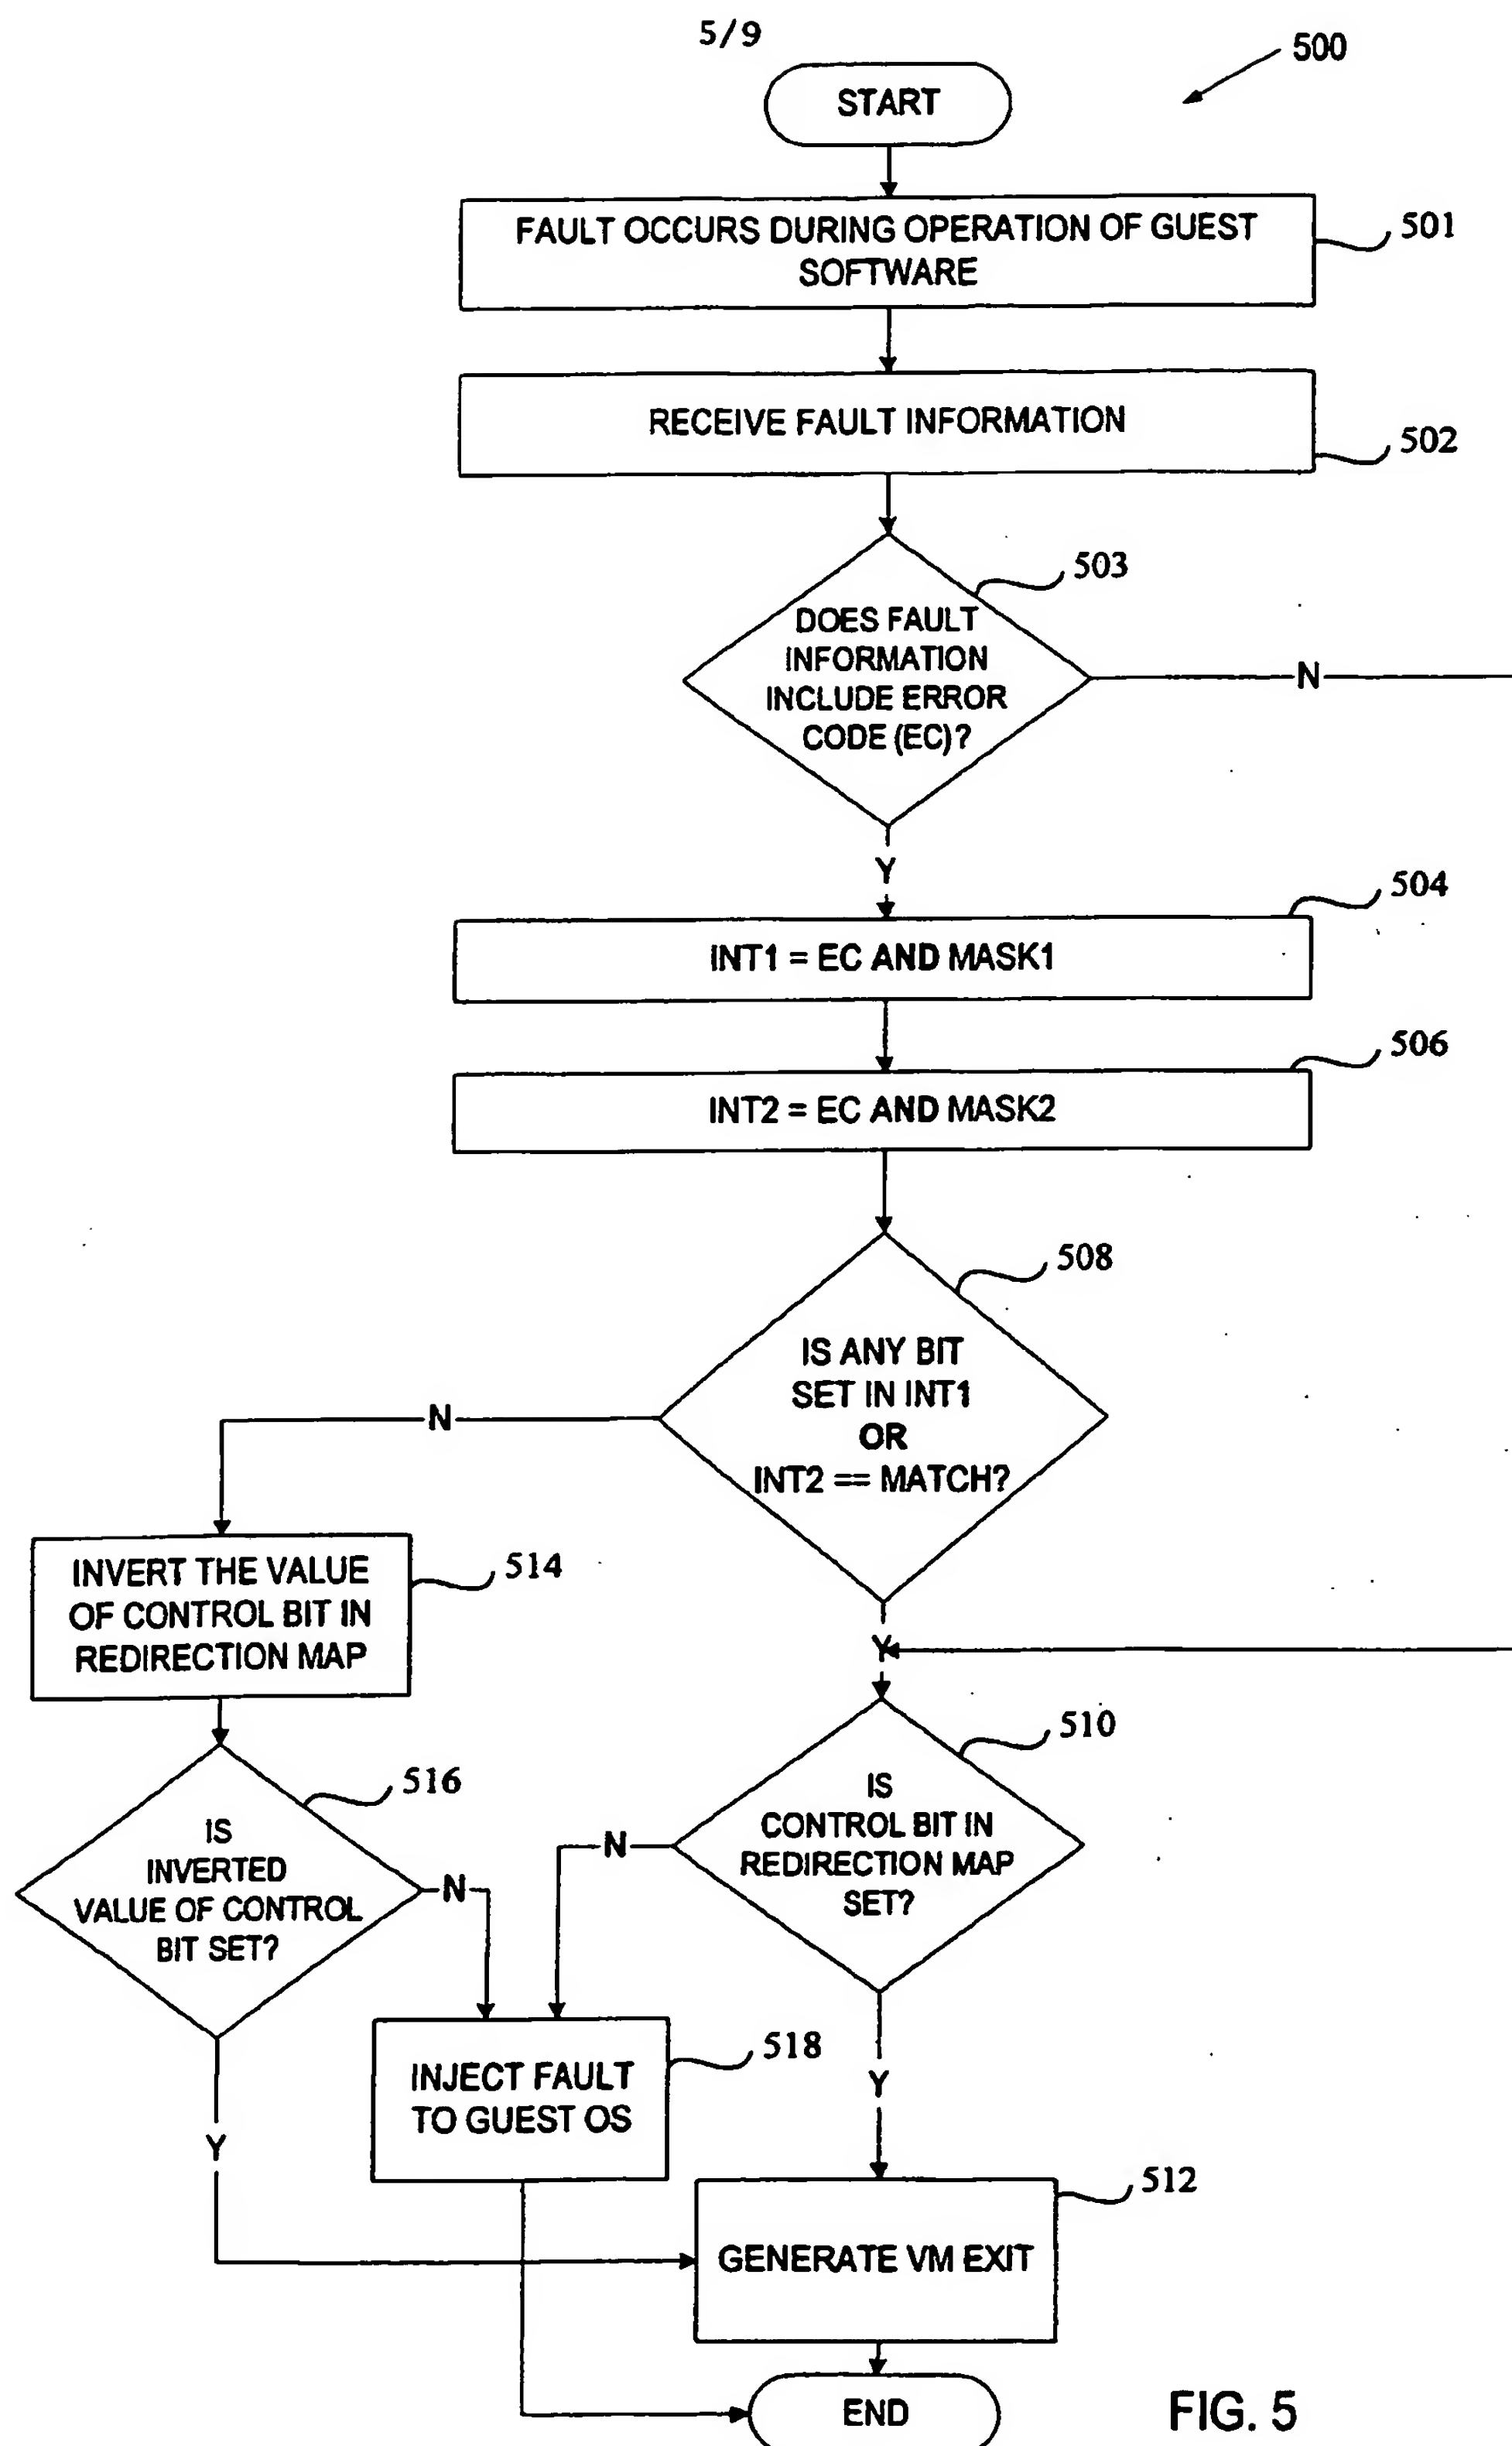 5/9
500
START
FAULT OCCURS DURING OPERATION OF GUEST
SOFTWARE
501
RECEIVE FAULT INFORMATION
502
503
DOES FAULT
INFORMATION
INCLUDE ERROR
CODE (EC)?
N
Y
504
INT1 = EC AND MASK1
506
INT2 = EC AND MASK2
508
IS ANY BIT
SET IN INT1
OR
INT2 == MATCH?
N
514
INVERT THE VALUE
OF CONTROL BIT IN
REDIRECTION MAP
Y
510
516
IS
CONTROL BIT IN
REDIRECTION MAP
SET?
N
IS
INVERTED
VALUE OF CONTROL
BIT SET?
N
518
INJECT FAULT
TO GUEST OS
Y
Y
512
GENERATE VM EXIT
END
FIG. 5